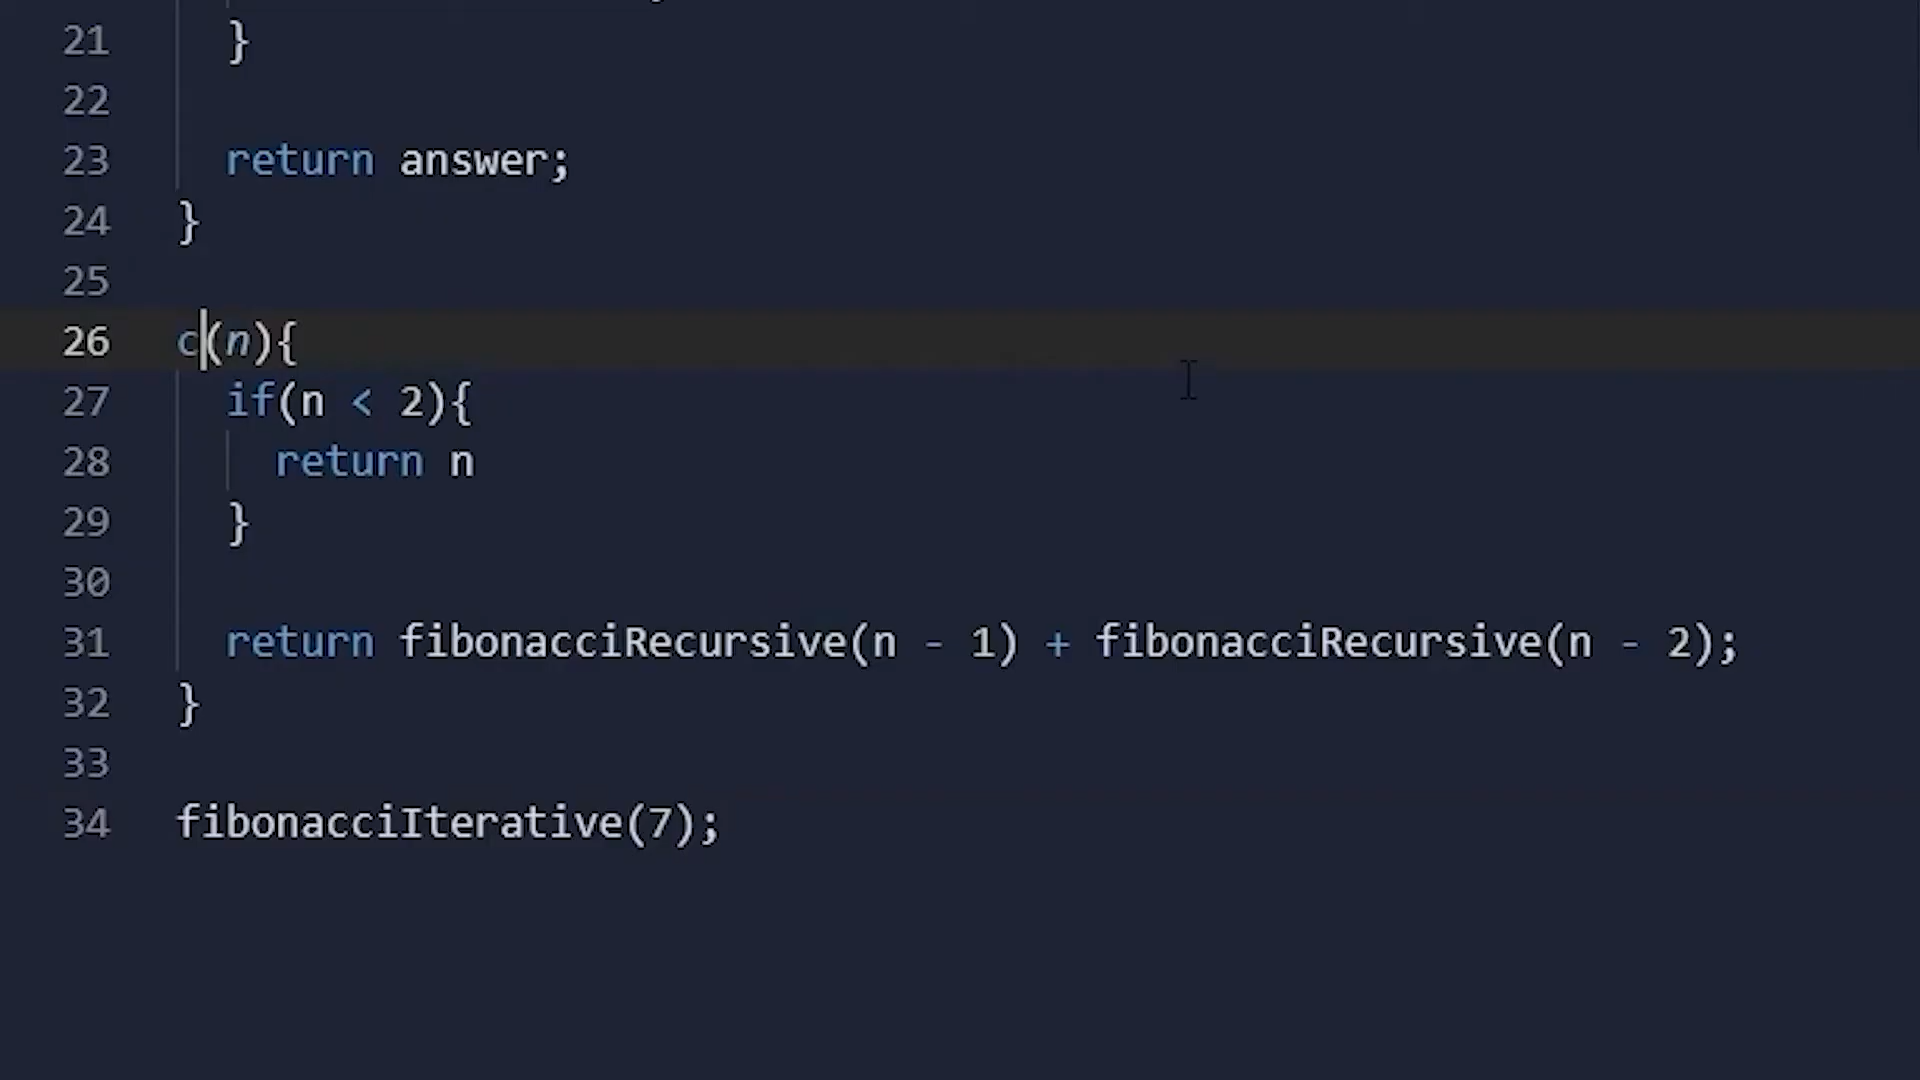 21 }
22
23 return answer;
24 }
25
26 c(n){
27 if(n < 2){
28 return n
29 }
30
31 return fibonacciRecursive(n - 1) + fibonacciRecursive(n - 2);
32 }
33
34 fibonacciIterative(7);